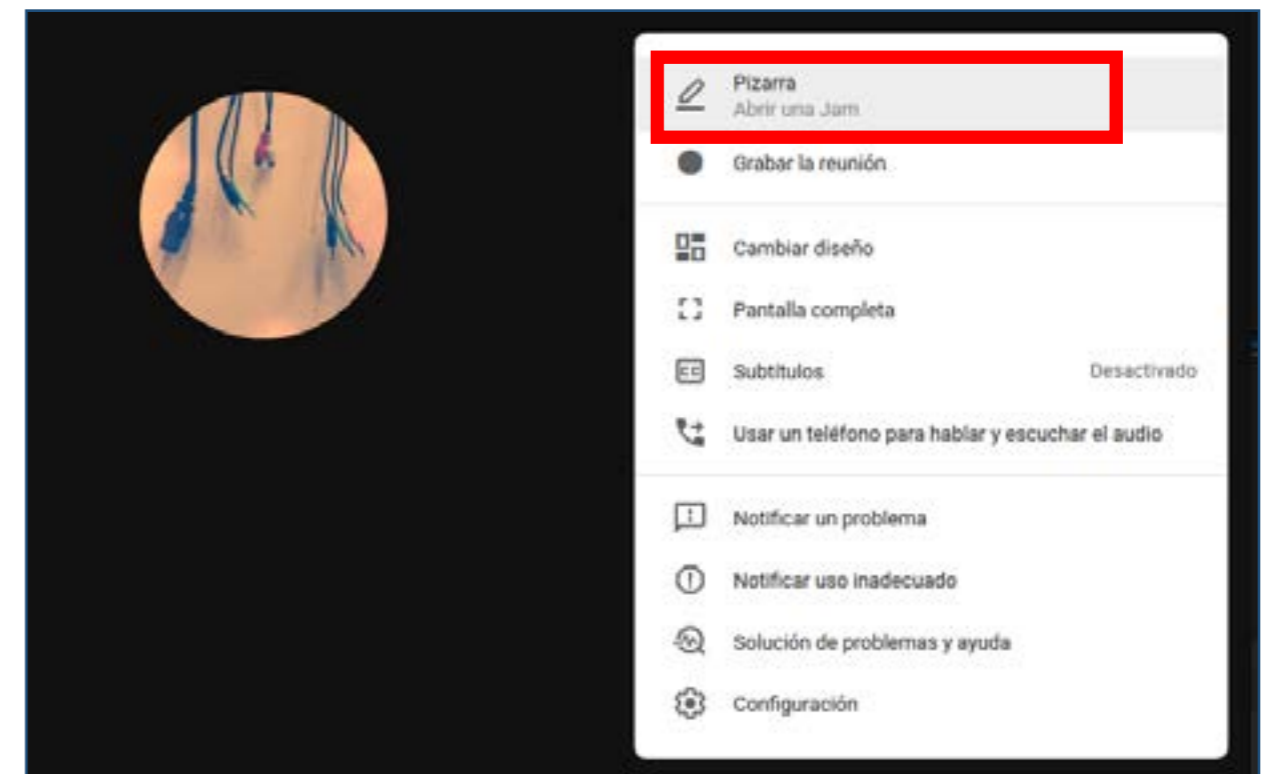 Pizarra
Abrir una Jam
Grabar la reunión
Cambiar diseño
Pantalla completa
Subtítulos Desactivado
Usar un teléfono para hablar y escuchar el audio
Notificar un problema
Notificar uso inadecuado
Solución de problemas y ayuda
Configuración